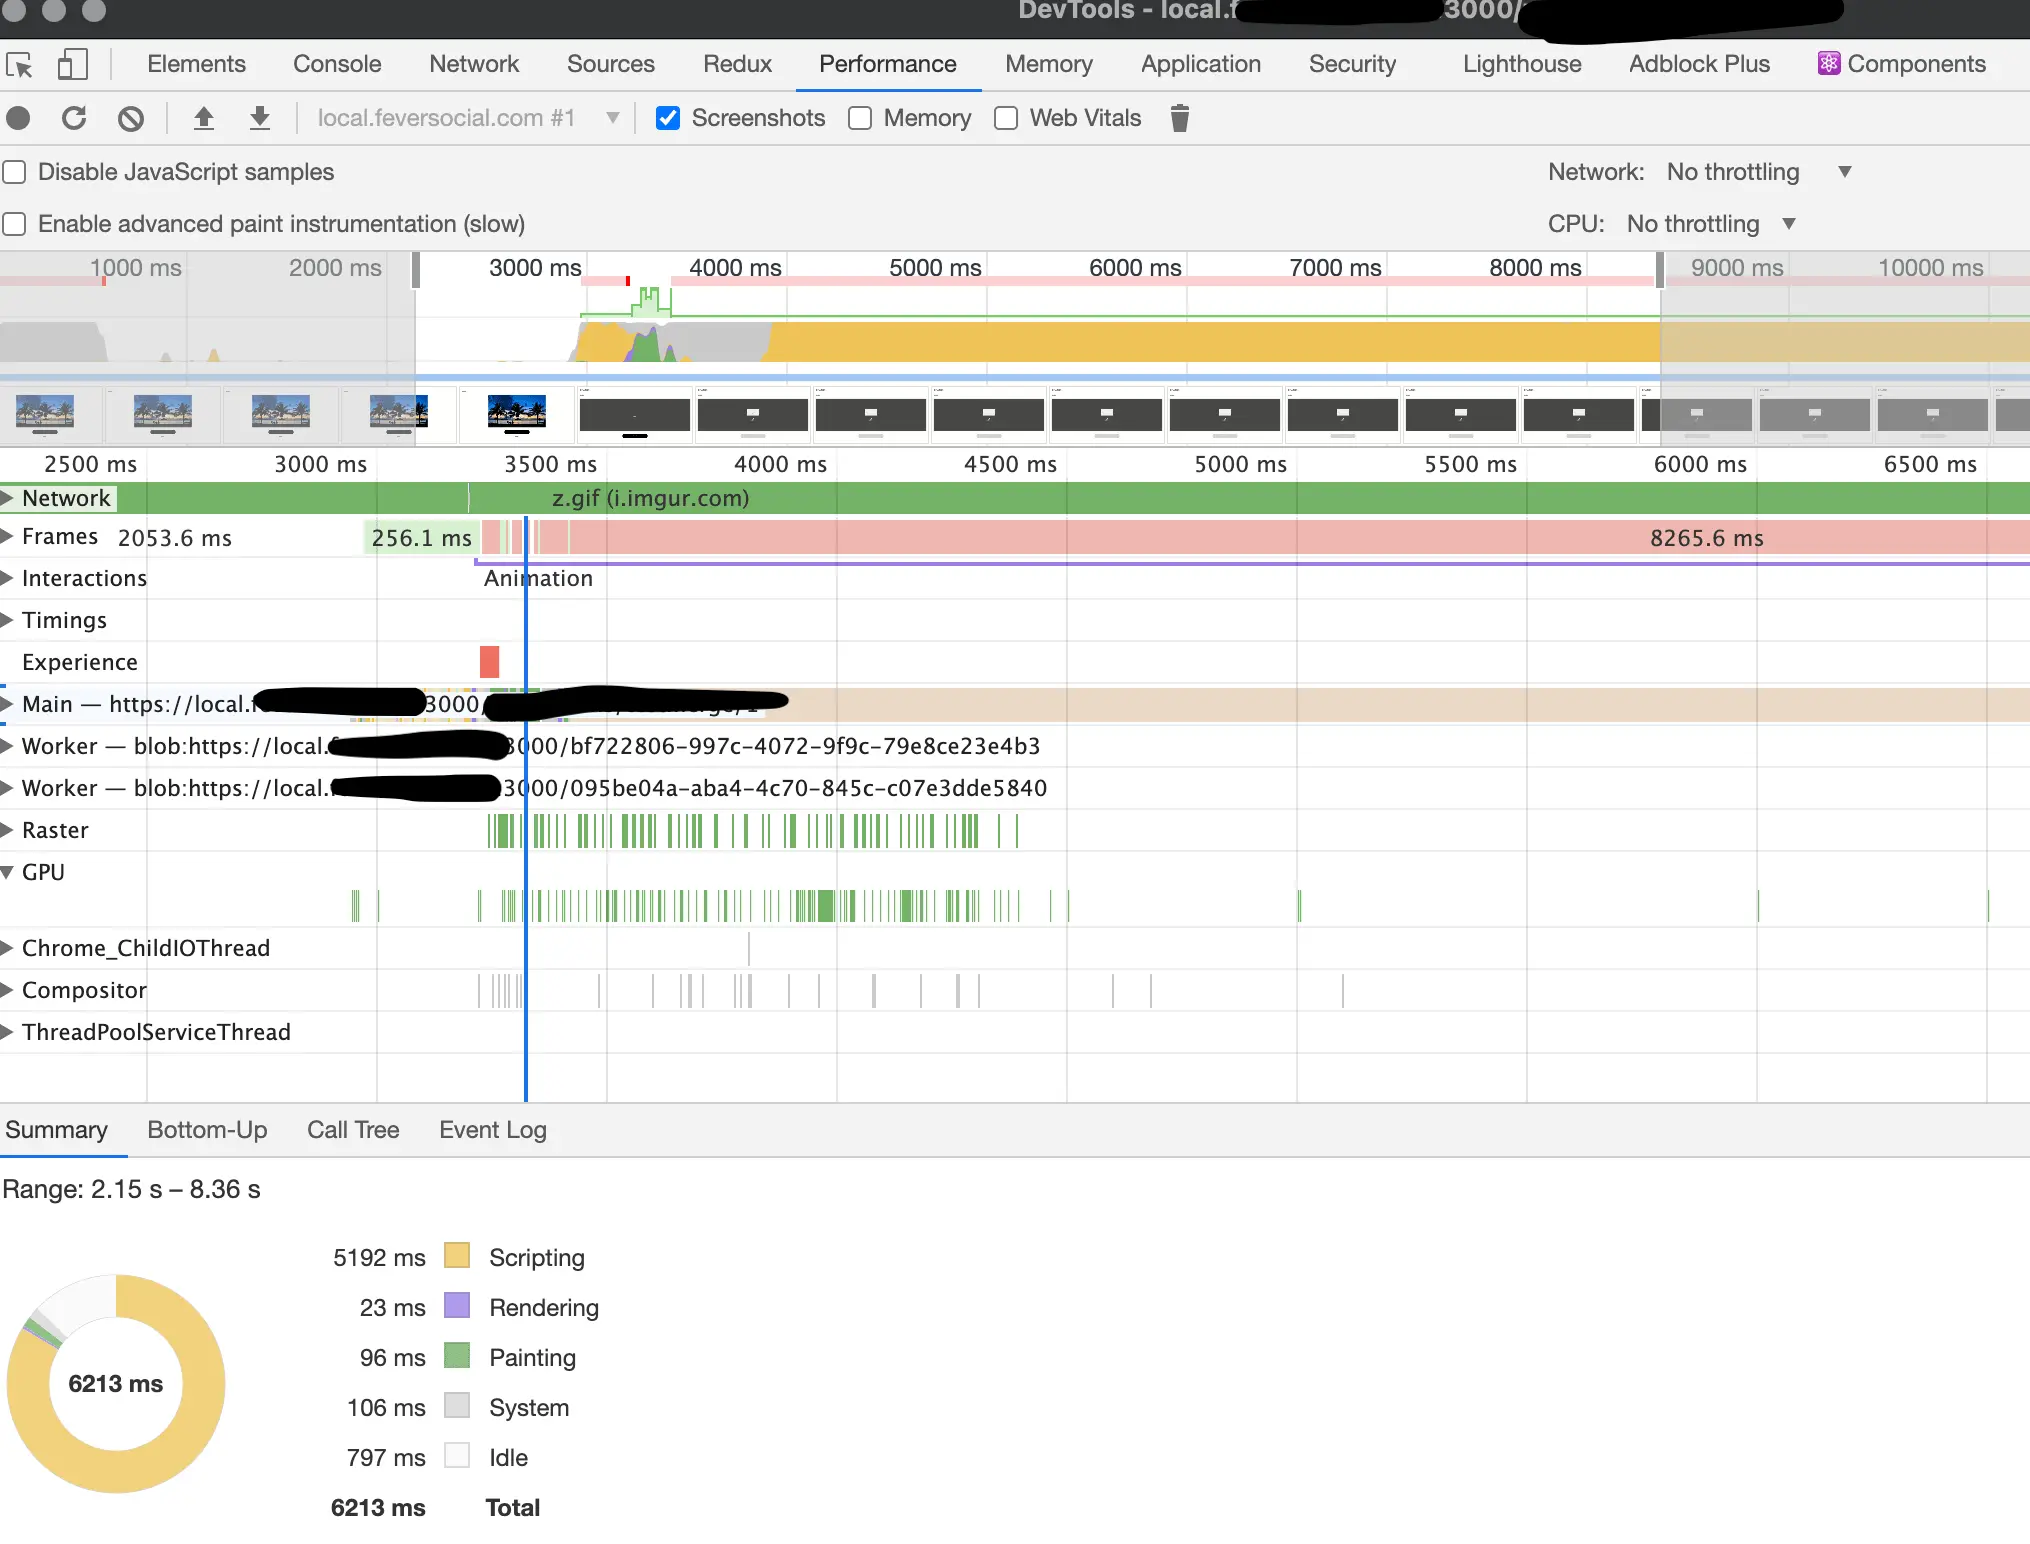 DevTools - local.f :3000/
Elements Console Network Sources Redux Performance Memory Application Security Lighthouse Adblock Plus Components
local.feversocial.com #1 Screenshots Memory Web Vitals
Disable JavaScript samples Network: No throttling
Enable advanced paint instrumentation (slow) CPU: No throttling
1000 ms 2000 ms 3000 ms 4000 ms 5000 ms 6000 ms 7000 ms 8000 ms 9000 ms 10000 ms
2500 ms 3000 ms 3500 ms 4000 ms 4500 ms 5000 ms 5500 ms 6000 ms 6500 ms
Network z.gif (i.imgur.com)
Frames 2053.6 ms 256.1 ms 8265.6 ms
Interactions Animation
Timings
Experience
Main — https://local.f 3000/
Worker — blob:https://local. 3000/bf722806-997c-4072-9f9c-79e8ce23e4b3
Worker — blob:https://local. 3000/095be04a-aba4-4c70-845c-c07e3dde5840
Raster
GPU
Chrome_ChildIOThread
Compositor
ThreadPoolServiceThread
Summary Bottom-Up Call Tree Event Log
Range: 2.15 s – 8.36 s
5192 ms Scripting
23 ms Rendering
96 ms Painting
106 ms System
797 ms Idle
6213 ms Total
6213 ms